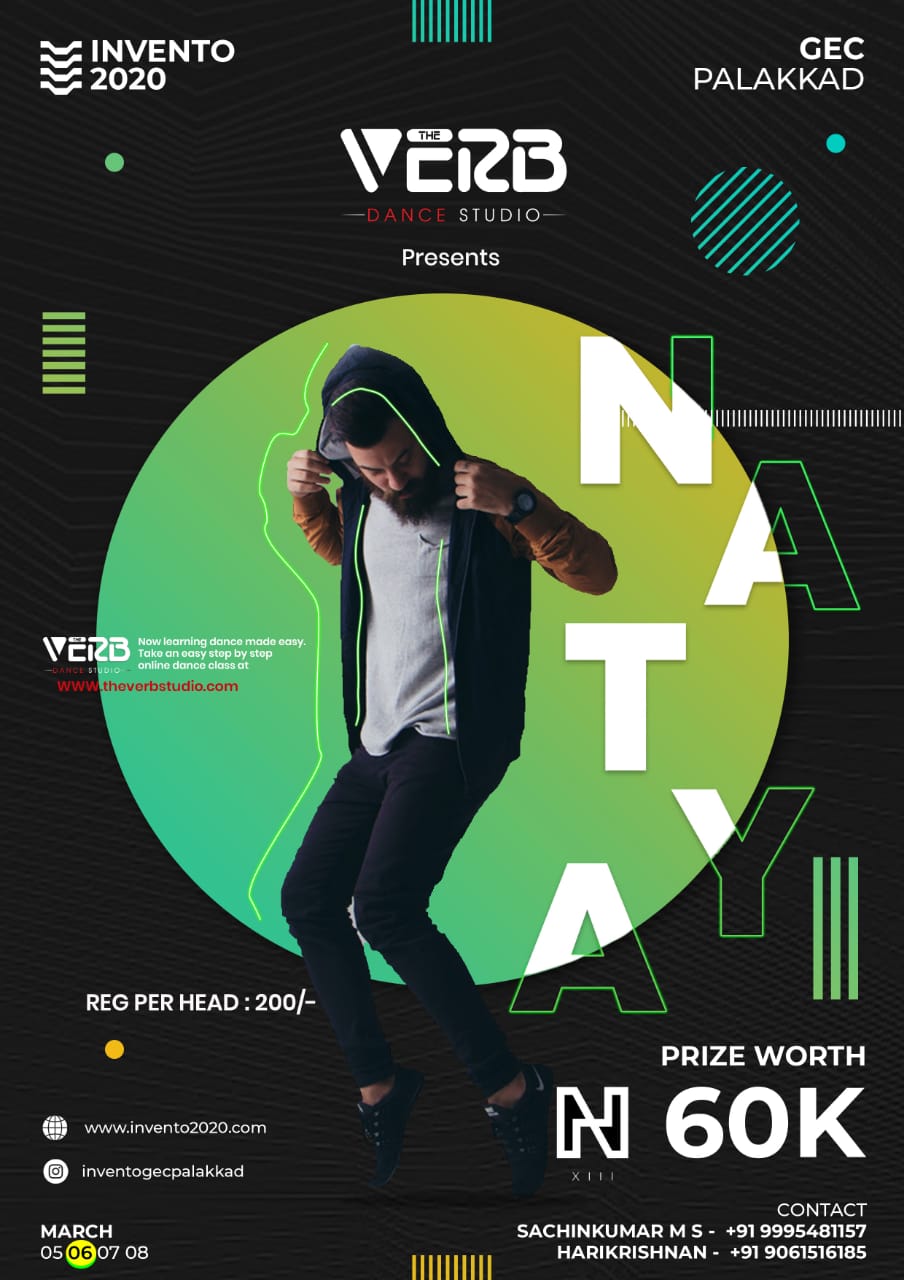 INVENTO
2020
GEC
PALAKKAD
THE
VERB
DANCE STUDIO
Presents
N
A
T
Y
A
THE
VERB
DANCE STUDIO
Now learning dance made easy.
Take an easy step by step
online dance class at
WWW.theverbstudio.com
REG PER HEAD : 200/-
PRIZE WORTH
60K
N
XIII
www.invento2020.com
inventogecpalakkad
MARCH
05 06 07 08
CONTACT
SACHINKUMAR M S - +91 9995481157
HARIKRISHNAN - +91 9061516185